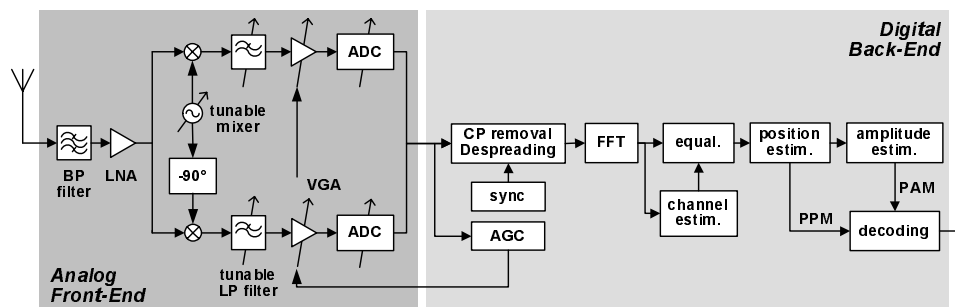 Digital
Back-End
ADC
tunable
mixer
CP removal
Despreading
FFT
equal.
position
estim.
amplitude
estim.
BP
filter
LNA
-90°
VGA
sync
channel
estim.
PAM
PPM
decoding
AGC
ADC
tunable
LP filter
Analog
Front-End